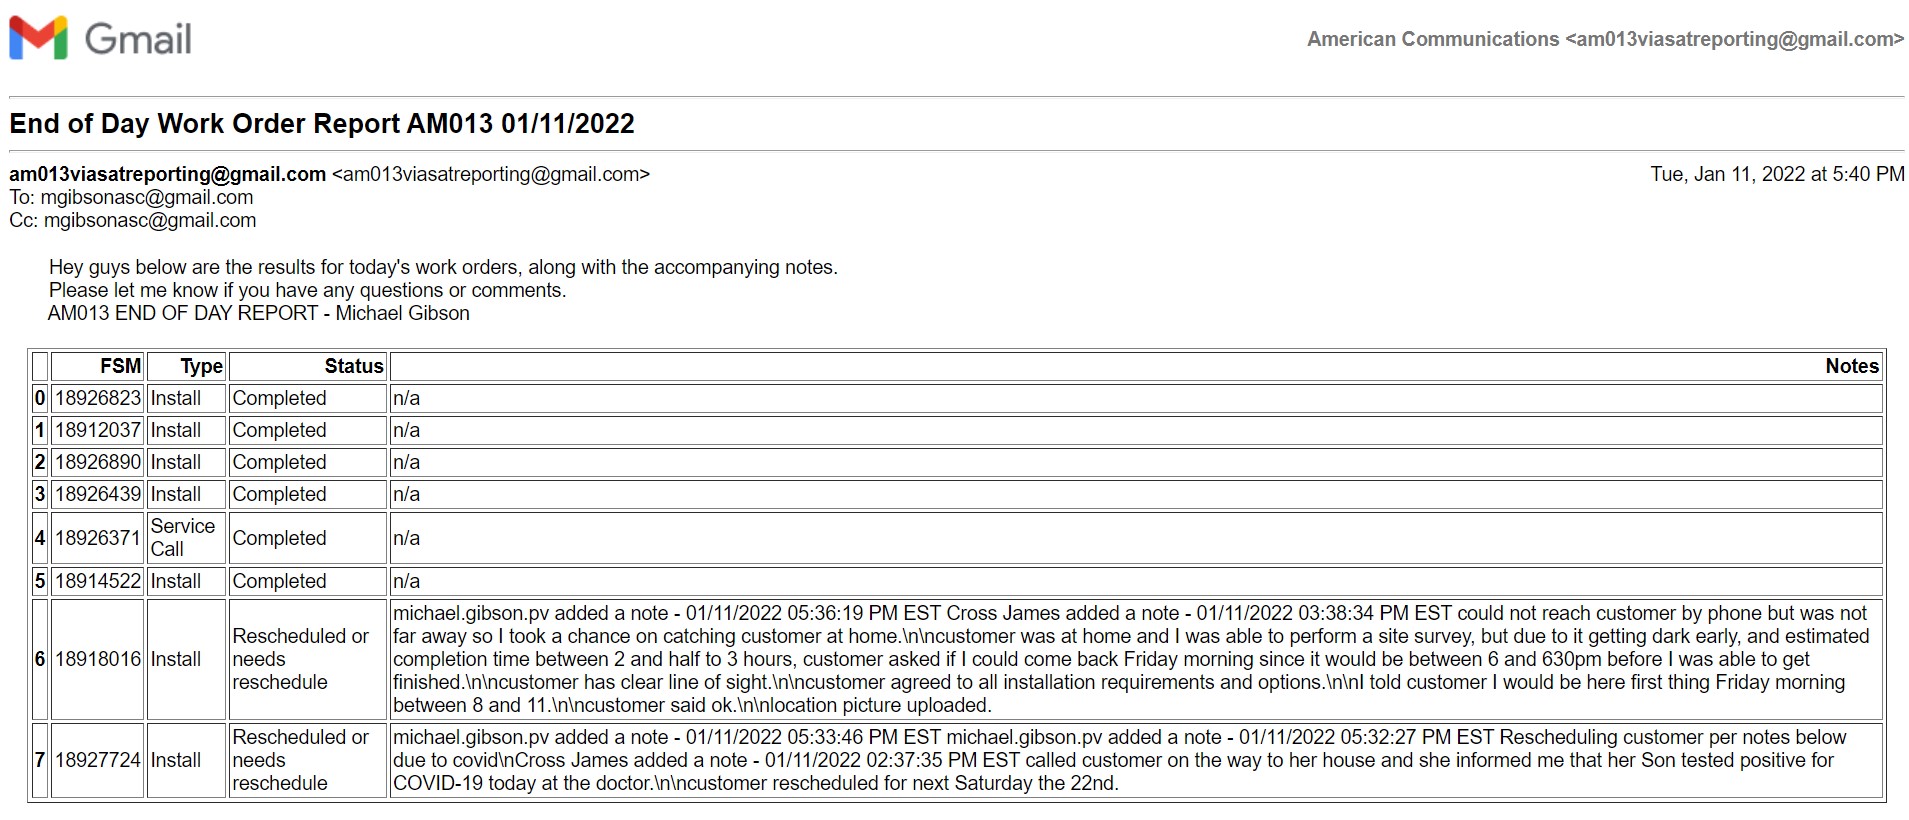 Gmail
American Communications <am013viasatreporting@gmail.com>
End of Day Work Order Report AM013 01/11/2022
am013viasatreporting@gmail.com <am013viasatreporting@gmail.com>
Tue, Jan 11, 2022 at 5:40 PM
To: mgibsonasc@gmail.com
Cc: mgibsonasc@gmail.com
Hey guys below are the results for today's work orders, along with the accompanying notes.
Please let me know if you have any questions or comments.
AM013 END OF DAY REPORT - Michael Gibson
FSM Type Status Notes
0 18926823 Install Completed n/a
1 18912037 Install Completed n/a
2 18926890 Install Completed n/a
3 18926439 Install Completed n/a
4 18926371 Service Call Completed n/a
5 18914522 Install Completed n/a
6 18918016 Install Rescheduled or needs reschedule
michael.gibson.pv added a note - 01/11/2022 05:36:19 PM EST Cross James added a note - 01/11/2022 03:38:34 PM EST could not reach customer by phone but was not
far away so I took a chance on catching customer at home.\n\ncustomer was at home and I was able to perform a site survey, but due to it getting dark early, and estimated
completion time between 2 and half to 3 hours, customer asked if I could come back Friday morning since it would be between 6 and 630pm before I was able to get
finished.\n\ncustomer has clear line of sight.\n\ncustomer agreed to all installation requirements and options.\n\nI told customer I would be here first thing Friday morning
between 8 and 11.\n\ncustomer said ok.\n\nlocation picture uploaded.
7 18927724 Install Rescheduled or needs reschedule
michael.gibson.pv added a note - 01/11/2022 05:33:46 PM EST michael.gibson.pv added a note - 01/11/2022 05:32:27 PM EST Rescheduling customer per notes below
due to covid\nCross James added a note - 01/11/2022 02:37:35 PM EST called customer on the way to her house and she informed me that her Son tested positive for
COVID-19 today at the doctor.\n\ncustomer rescheduled for next Saturday the 22nd.